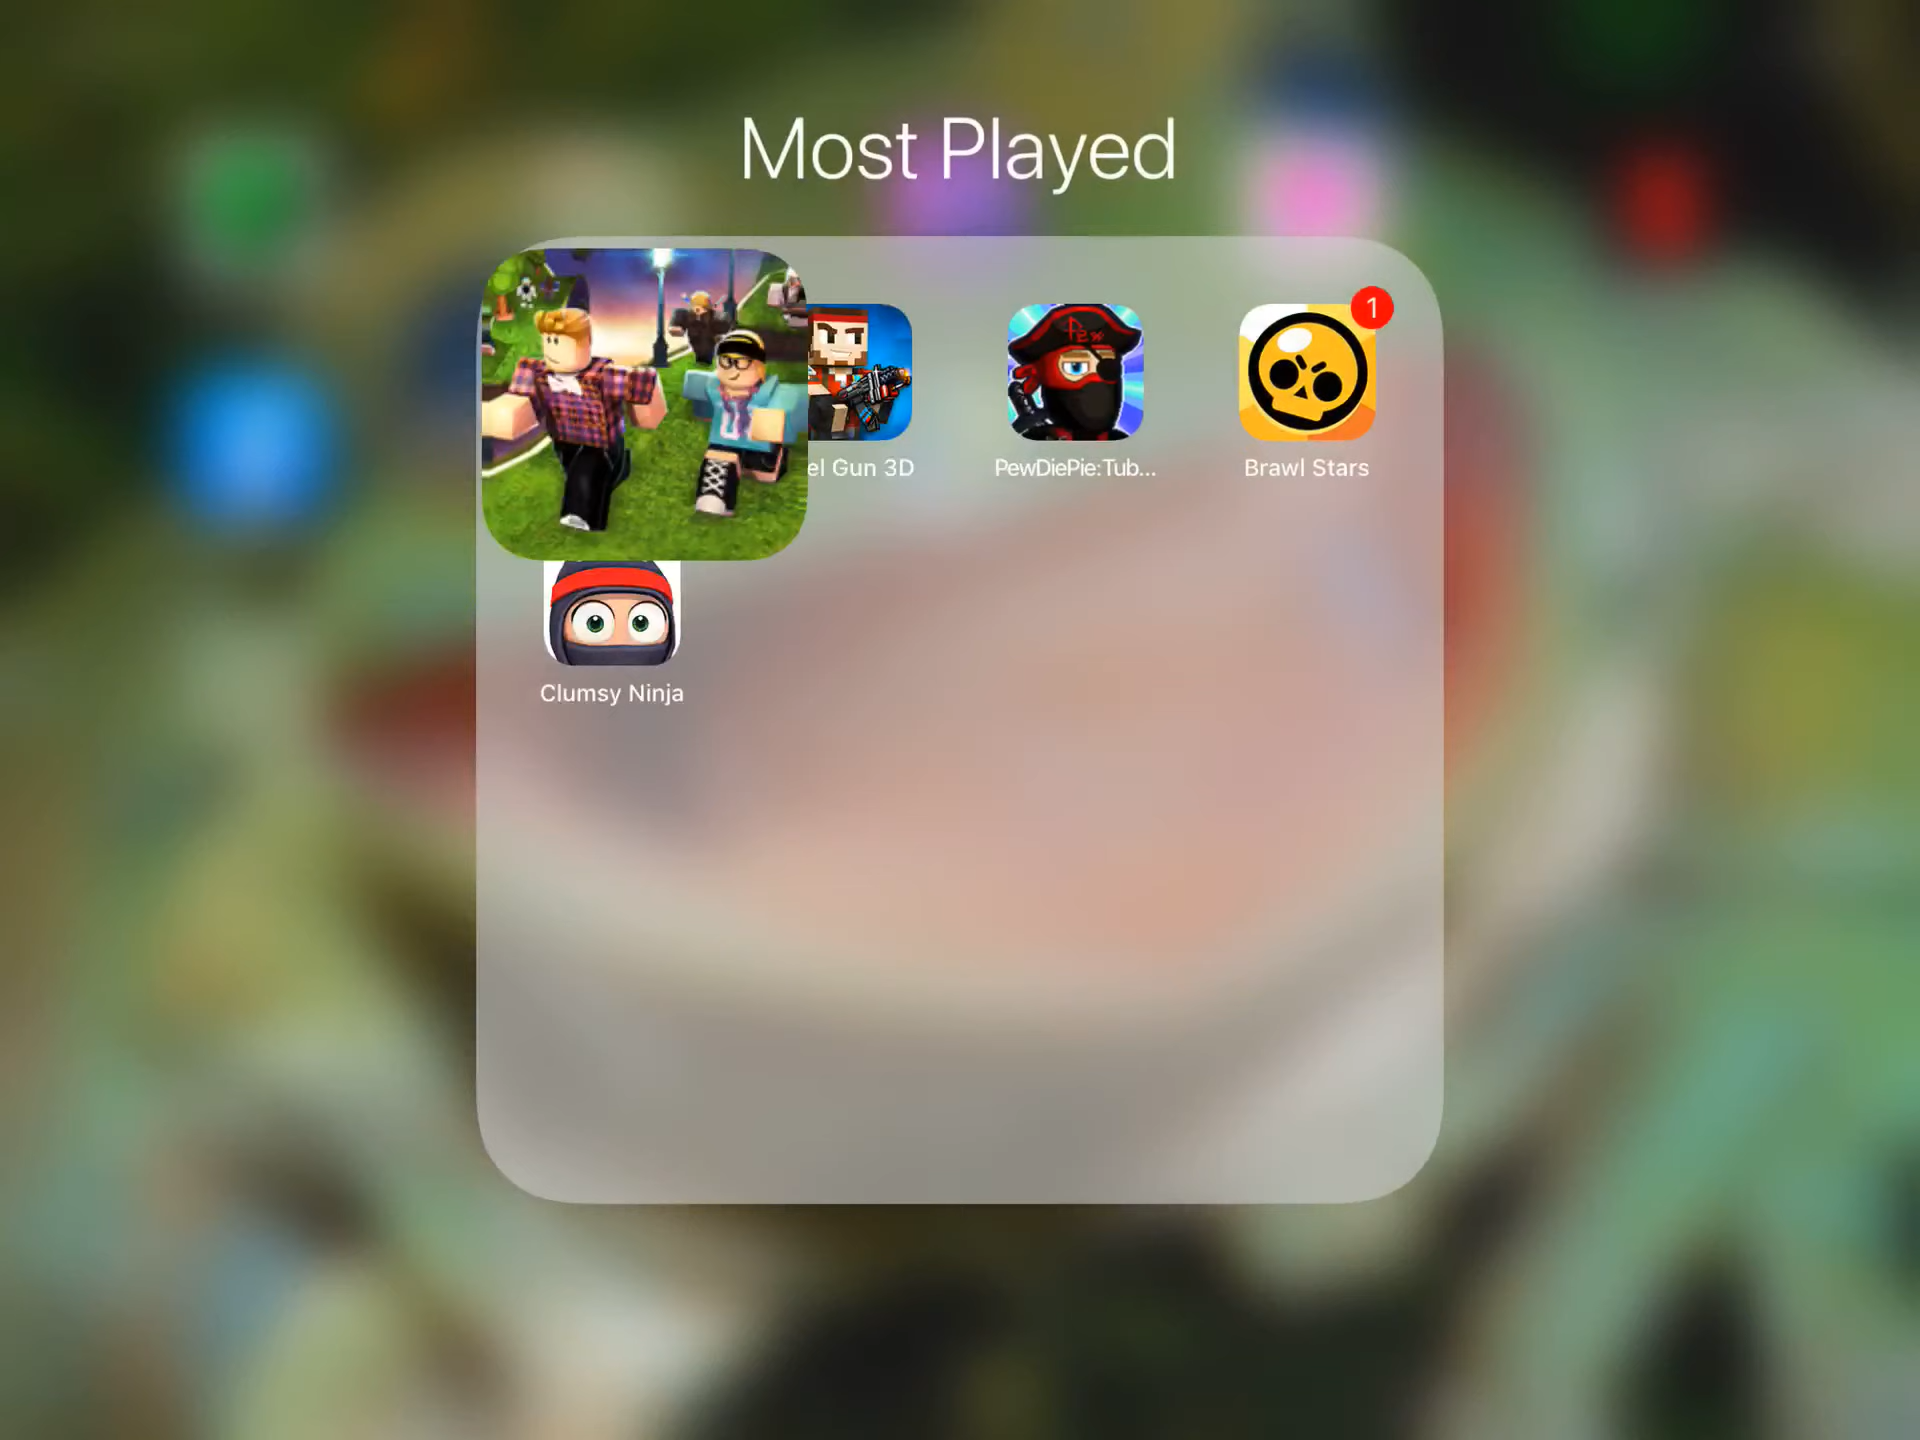 Most Played
1
el Gun 3D
PewDiePie:Tub...
Brawl Stars
Clumsy Ninja